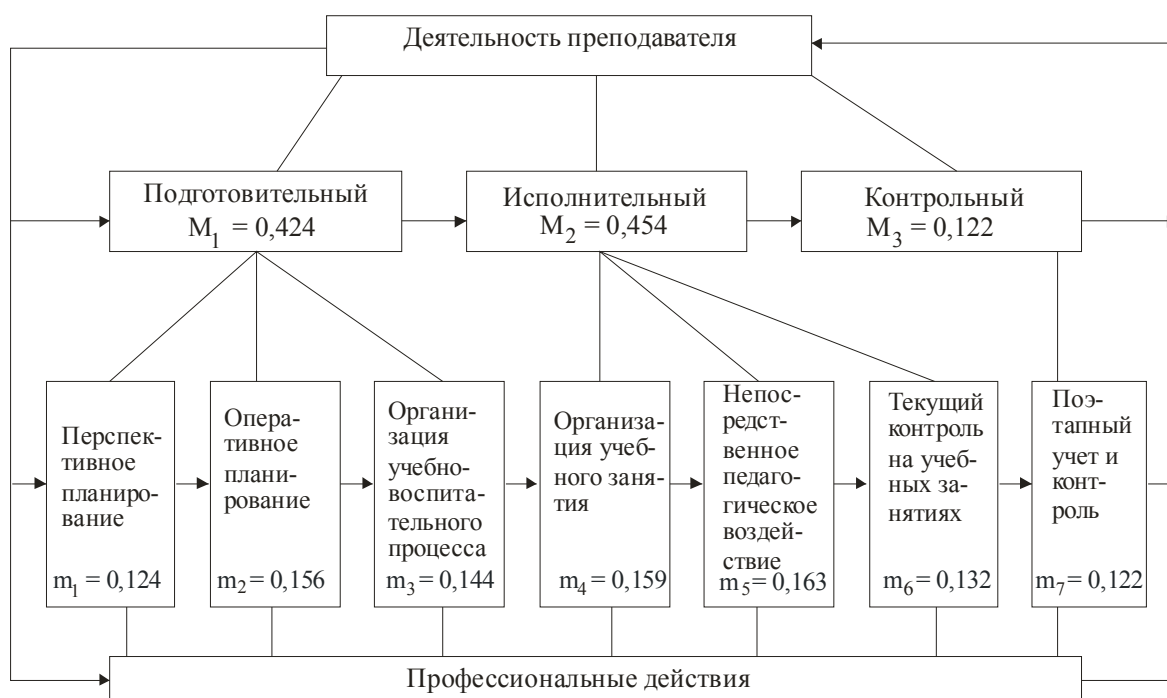 Деятельность преподавателя
Подготовительный
M1 = 0,424
Исполнительный
M2 = 0,454
Контрольный
M3 = 0,122
Перспек-
тивное
планиро-
вание
m1 = 0,124
Опера-
тивное
плани-
рование
m2 = 0,156
Органи-
зация
учебно-
воспита-
тельного
процесса
m3 = 0,144
Организа-
ция учеб-
ного заня-
тия
m4 = 0,159
Непос-
редст-
венное
педаго-
гическое
воздей-
ствие
m5 = 0,163
Текущий
контроль
на учеб-
ных за-
нятиях
m6 = 0,132
Поэ-
тапный
учет и
конт-
роль
m7 = 0,122
Профессиональные действия